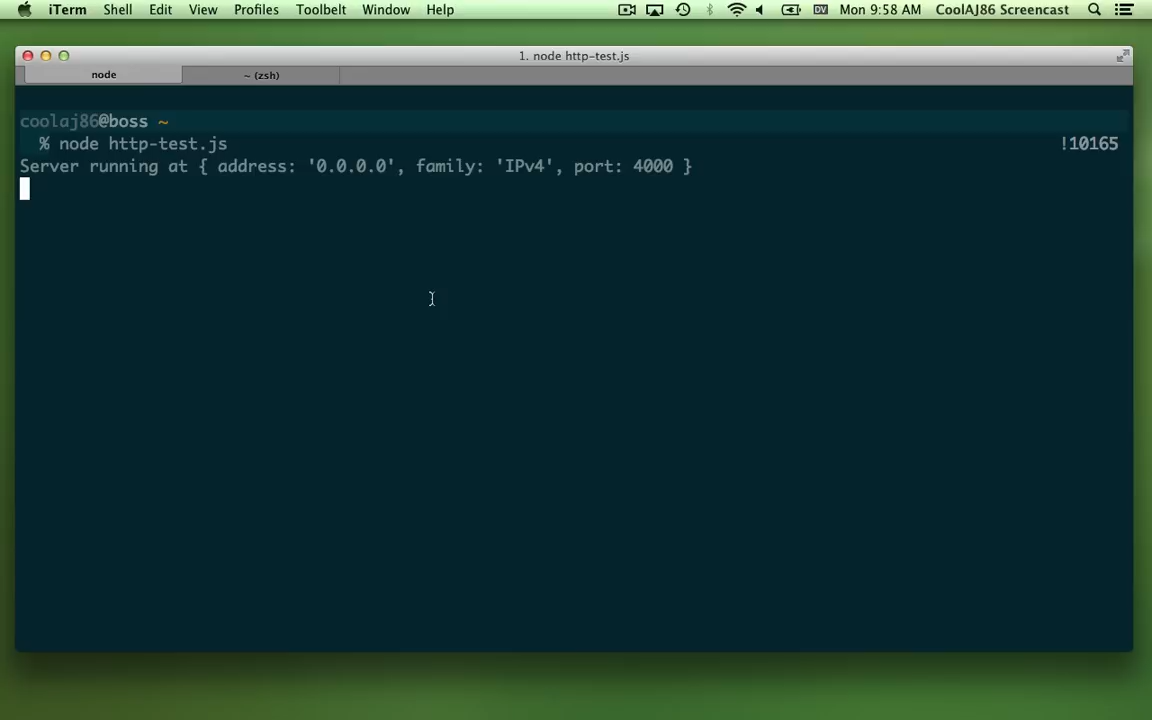 iTerm Shell Edit View Profiles Toolbelt Window Help DV Mon 9:58 AM CoolAJ86 Screencast
1. node http-test.js
node ~ (zsh)
coolaj86@boss ~
% node http-test.js !10165
Server running at { address: '0.0.0.0', family: 'IPv4', port: 4000 }